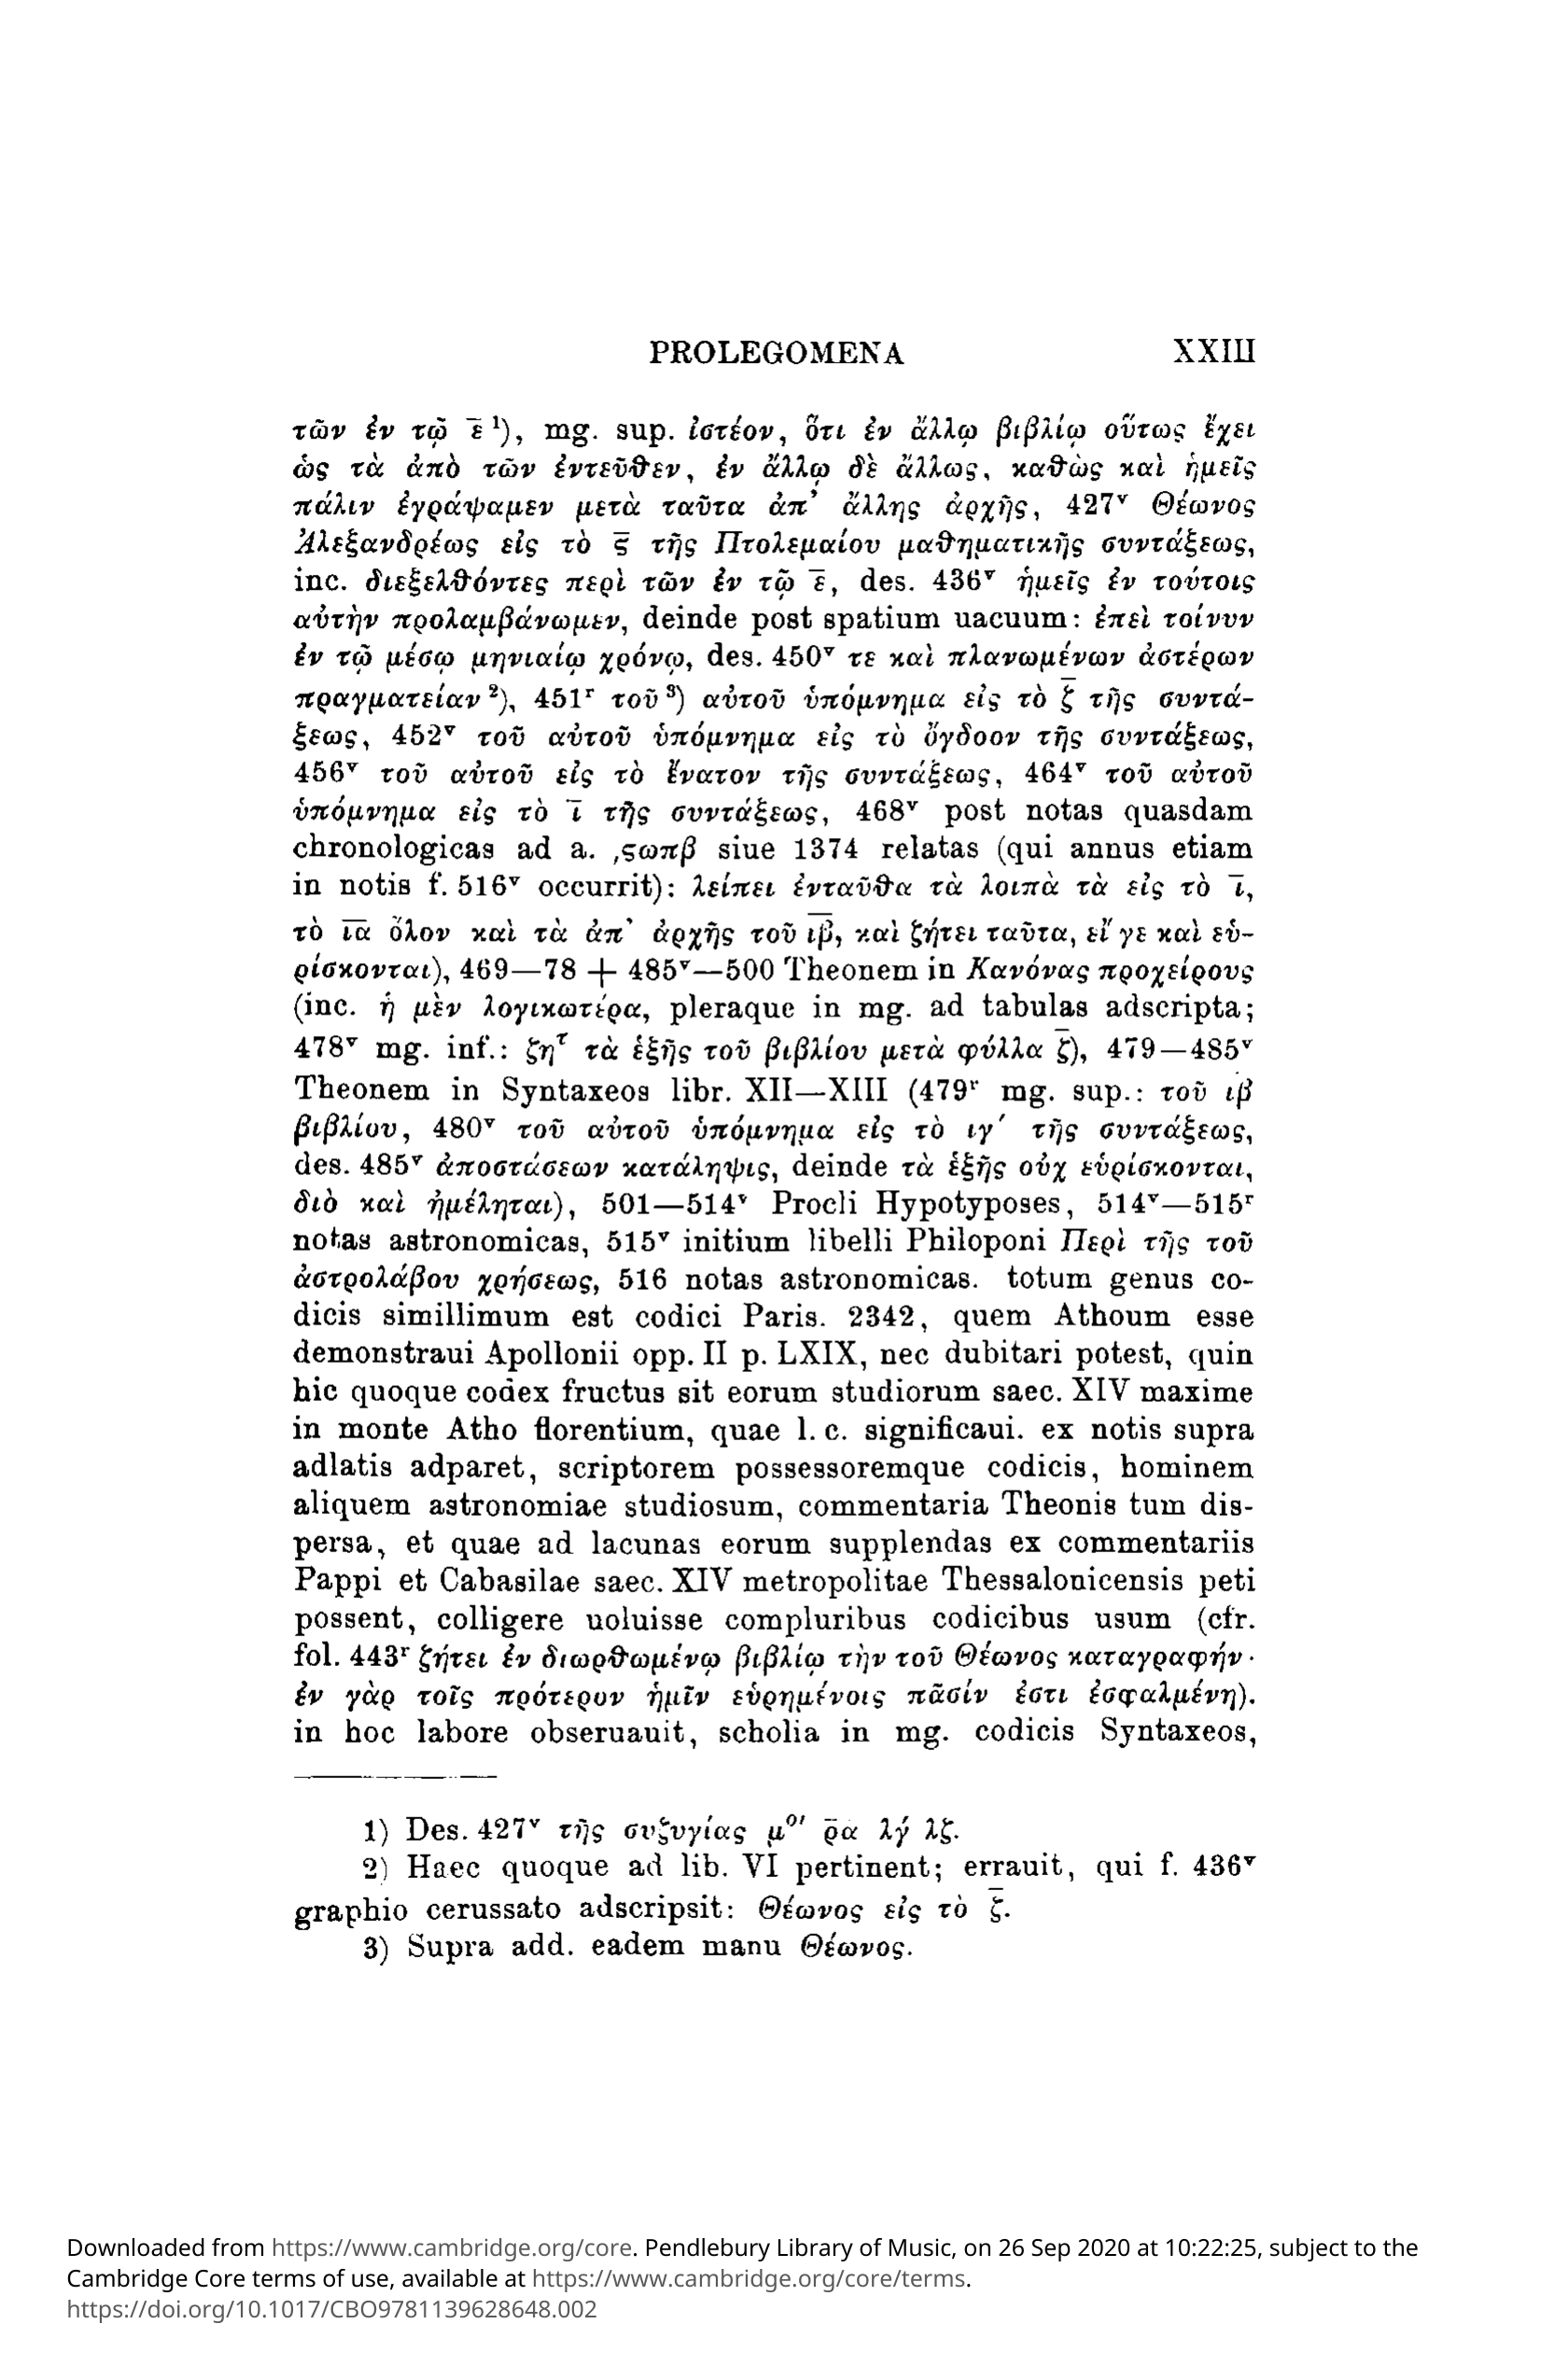 PROLEGOMENA XXIII
τῶν ἐν τῷ ε̅ ¹), mg. sup. ἰστέον, ὅτι ἐν ἄλλῳ βιβλίῳ οὕτως ἔχει
ὡς τὰ ἀπὸ τῶν ἐντεῦθεν, ἐν ἄλλῳ δὲ ἄλλως, καθὼς καὶ ἡμεῖς
πάλιν ἐγράψαμεν μετὰ ταῦτα ἀπ’ ἄλλης ἀρχῆς, 427ᵛ Θέωνος
Ἀλεξανδρέως εἰς τὸ ϛ̅ τῆς Πτολεμαίου μαθηματικῆς συντάξεως,
inc. διεξελθόντες περὶ τῶν ἐν τῷ ε̅, des. 436ᵛ ἡμεῖς ἐν τούτοις
αὐτὴν προλαμβάνωμεν, deinde post spatium uacuum: ἐπεὶ τοίνυν
ἐν τῷ μέσῳ μηνιαίῳ χρόνῳ, des. 450ᵛ τε καὶ πλανωμένων ἀστέρων
πραγματείαν ²), 451ʳ τοῦ ³) αὐτοῦ ὑπόμνημα εἰς τὸ ζ̅ τῆς συντά-
ξεως, 452ᵛ τοῦ αὐτοῦ ὑπόμνημα εἰς τὸ ὄγδοον τῆς συντάξεως,
456ᵛ τοῦ αὐτοῦ εἰς τὸ ἔνατον τῆς συντάξεως, 464ᵛ τοῦ αὐτοῦ
ὑπόμνημα εἰς τὸ ι̅ τῆς συντάξεως, 468ᵛ post notas quasdam
chronologicas ad a. ͵ϛωπβ siue 1374 relatas (qui annus etiam
in notis f. 516ᵛ occurrit): λείπει ἐνταῦθα τὰ λοιπὰ τὰ εἰς τὸ ι̅,
τὸ ι̅α̅ ὅλον καὶ τὰ ἀπ’ ἀρχῆς τοῦ ι̅β̅, καὶ ζήτει ταῦτα, εἴ γε καὶ εὑ-
ρίσκονται), 469—78 + 485ᵛ—500 Theonem in Κανόνας προχείρους
(inc. ἡ μὲν λογικωτέρα, pleraque in mg. ad tabulas adscripta;
478ᵛ mg. inf.: ζη^τ τὰ ἑξῆς τοῦ βιβλίου μετὰ φύλλα ζ̅), 479—485ᵛ
Theonem in Syntaxeos libr. XII—XIII (479ʳ mg. sup.: τοῦ ιβ
βιβλίου, 480ᵛ τοῦ αὐτοῦ ὑπόμνημα εἰς τὸ ιγ´ τῆς συντάξεως,
des. 485ᵛ ἀποστάσεων κατάληψις, deinde τὰ ἑξῆς οὐχ εὑρίσκονται,
διὸ καὶ ἠμέληται), 501—514ᵛ Procli Hypotyposes, 514ᵛ—515ʳ
notas astronomicas, 515ᵛ initium libelli Philoponi Περὶ τῆς τοῦ
ἀστρολάβου χρήσεως, 516 notas astronomicas. totum genus co-
dicis simillimum est codici Paris. 2342, quem Athoum esse
demonstraui Apollonii opp. II p. LXIX, nec dubitari potest, quin
hic quoque codex fructus sit eorum studiorum saec. XIV maxime
in monte Atho florentium, quae l. c. significaui. ex notis supra
adlatis adparet, scriptorem possessoremque codicis, hominem
aliquem astronomiae studiosum, commentaria Theonis tum dis-
persa, et quae ad lacunas eorum supplendas ex commentariis
Pappi et Cabasilae saec. XIV metropolitae Thessalonicensis peti
possent, colligere uoluisse compluribus codicibus usum (cfr.
fol. 443ʳ ζήτει ἐν διωρθωμένῳ βιβλίῳ τὴν τοῦ Θέωνος καταγραφήν·
ἐν γὰρ τοῖς πρότερον ἡμῖν εὑρημένοις πᾶσίν ἐστι ἐσφαλμένη).
in hoc labore obseruauit, scholia in mg. codicis Syntaxeos,
1) Des. 427ᵛ τῆς συζυγίας μ^ο′ ρ̅α λγ́ λζ.
2) Haec quoque ad lib. VI pertinent; errauit, qui f. 436ᵛ
graphio cerussato adscripsit: Θέωνος εἰς τὸ ζ̅.
3) Supra add. eadem manu Θέωνος.
Downloaded from https://www.cambridge.org/core. Pendlebury Library of Music, on 26 Sep 2020 at 10:22:25, subject to the
Cambridge Core terms of use, available at https://www.cambridge.org/core/terms.
https://doi.org/10.1017/CBO9781139628648.002